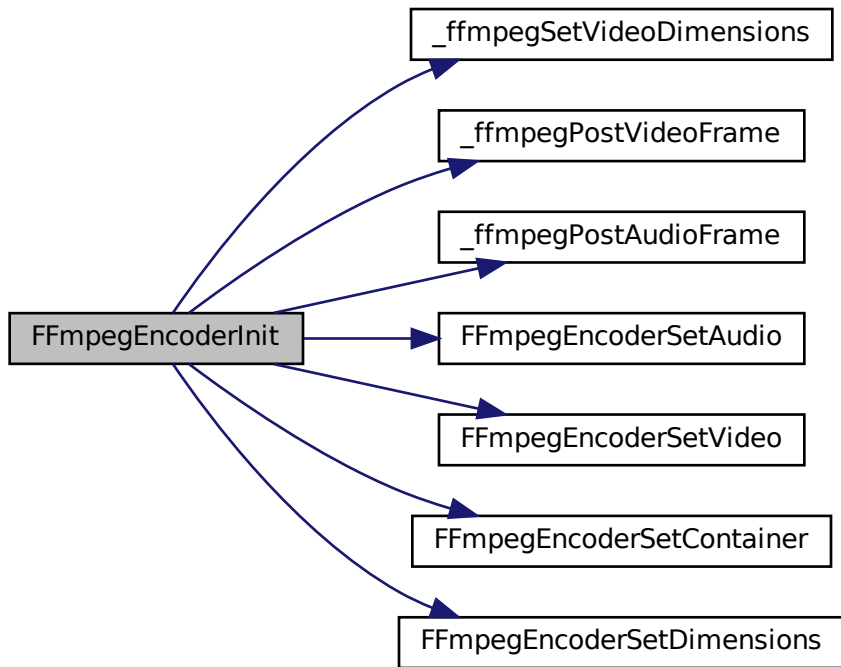 _ffmpegSetVideoDimensions
_ffmpegPostVideoFrame
_ffmpegPostAudioFrame
FFmpegEncoderInit
FFmpegEncoderSetAudio
FFmpegEncoderSetVideo
FFmpegEncoderSetContainer
FFmpegEncoderSetDimensions